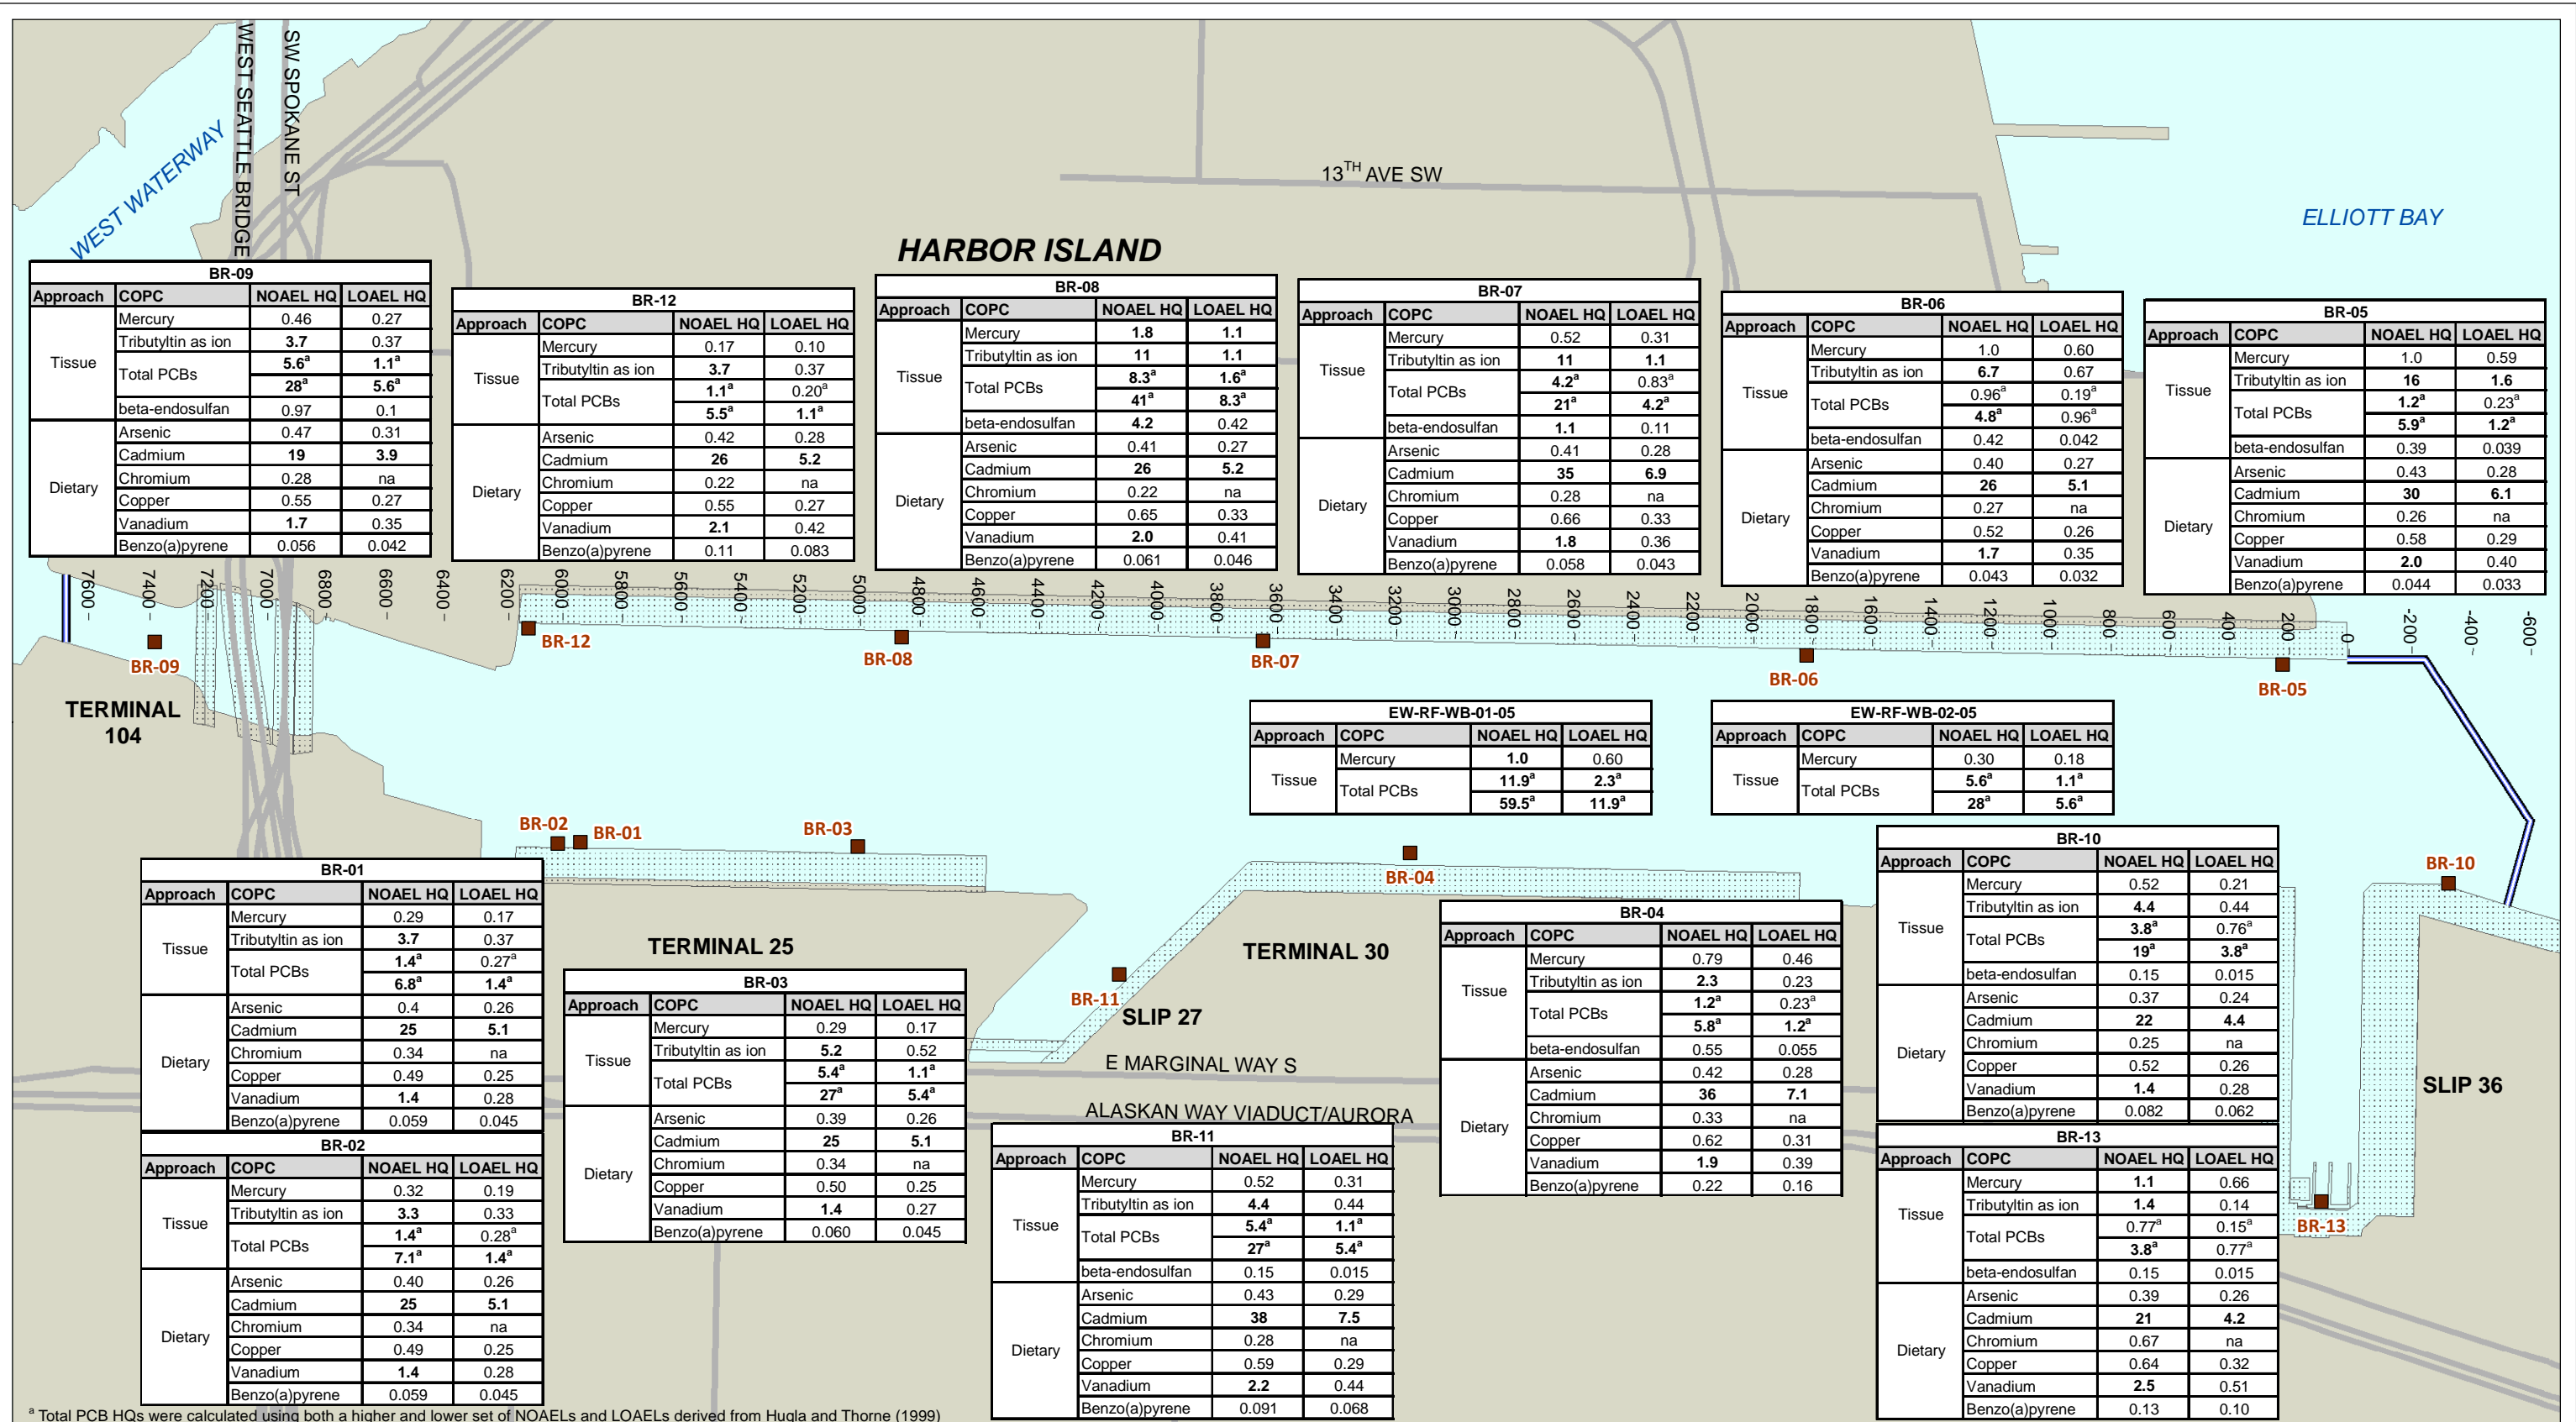 WEST SEATTLE BRIDGE
SW SPOKANE ST
WEST WATERWAY
13TH AVE SW
ELLIOTT BAY
HARBOR ISLAND
BR-09
Approach COPC NOAEL HQ LOAEL HQ
Tissue
Mercury 0.46 0.27
Tributyltin as ion 3.7 0.37
Total PCBs 5.6a 1.1a
28a 5.6a
beta-endosulfan 0.97 0.1
Dietary
Arsenic 0.47 0.31
Cadmium 19 3.9
Chromium 0.28 na
Copper 0.55 0.27
Vanadium 1.7 0.35
Benzo(a)pyrene 0.056 0.042
BR-12
Approach COPC NOAEL HQ LOAEL HQ
Tissue
Mercury 0.17 0.10
Tributyltin as ion 3.7 0.37
Total PCBs 1.1a 0.20a
5.5a 1.1a
Dietary
Arsenic 0.42 0.28
Cadmium 26 5.2
Chromium 0.22 na
Copper 0.55 0.27
Vanadium 2.1 0.42
Benzo(a)pyrene 0.11 0.083
BR-08
Approach COPC NOAEL HQ LOAEL HQ
Tissue
Mercury 1.8 1.1
Tributyltin as ion 11 1.1
Total PCBs 8.3a 1.6a
41a 8.3a
beta-endosulfan 4.2 0.42
Dietary
Arsenic 0.41 0.27
Cadmium 26 5.2
Chromium 0.22 na
Copper 0.65 0.33
Vanadium 2.0 0.41
Benzo(a)pyrene 0.061 0.046
BR-07
Approach COPC NOAEL HQ LOAEL HQ
Tissue
Mercury 0.52 0.31
Tributyltin as ion 11 1.1
Total PCBs 4.2a 0.83a
21a 4.2a
beta-endosulfan 1.1 0.11
Dietary
Arsenic 0.41 0.28
Cadmium 35 6.9
Chromium 0.28 na
Copper 0.66 0.33
Vanadium 1.8 0.36
Benzo(a)pyrene 0.058 0.043
BR-06
Approach COPC NOAEL HQ LOAEL HQ
Tissue
Mercury 1.0 0.60
Tributyltin as ion 6.7 0.67
Total PCBs 0.96a 0.19a
4.8a 0.96a
beta-endosulfan 0.42 0.042
Dietary
Arsenic 0.40 0.27
Cadmium 26 5.1
Chromium 0.27 na
Copper 0.52 0.26
Vanadium 1.7 0.35
Benzo(a)pyrene 0.043 0.032
BR-05
Approach COPC NOAEL HQ LOAEL HQ
Tissue
Mercury 1.0 0.59
Tributyltin as ion 16 1.6
Total PCBs 1.2a 0.23a
5.9a 1.2a
beta-endosulfan 0.39 0.039
Dietary
Arsenic 0.43 0.28
Cadmium 30 6.1
Chromium 0.26 na
Copper 0.58 0.29
Vanadium 2.0 0.40
Benzo(a)pyrene 0.044 0.033
7600 7400 7200 7000 6800 6600 6400 6200 6000 5800 5600 5400 5200 5000 4800 4600 4400 4200 4000 3800 3600 3400 3200 3000 2800 2600 2400 2200 2000 1800 1600 1400 1200 1000 800 600 400 200 0 -200 -400 -600
BR-09
BR-12
BR-08
BR-07
BR-06
BR-05
TERMINAL
104
EW-RF-WB-01-05
Approach COPC NOAEL HQ LOAEL HQ
Tissue
Mercury 1.0 0.60
Total PCBs 11.9a 2.3a
59.5a 11.9a
EW-RF-WB-02-05
Approach COPC NOAEL HQ LOAEL HQ
Tissue
Mercury 0.30 0.18
Total PCBs 5.6a 1.1a
28a 5.6a
BR-02
BR-01
BR-03
BR-04
BR-10
BR-11
TERMINAL 25
TERMINAL 30
SLIP 27
E MARGINAL WAY S
ALASKAN WAY VIADUCT/AURORA
SLIP 36
BR-13
BR-01
Approach COPC NOAEL HQ LOAEL HQ
Tissue
Mercury 0.29 0.17
Tributyltin as ion 3.7 0.37
Total PCBs 1.4a 0.27a
6.8a 1.4a
Dietary
Arsenic 0.4 0.26
Cadmium 25 5.1
Chromium 0.34 na
Copper 0.49 0.25
Vanadium 1.4 0.28
Benzo(a)pyrene 0.059 0.045
BR-02
Approach COPC NOAEL HQ LOAEL HQ
Tissue
Mercury 0.32 0.19
Tributyltin as ion 3.3 0.33
Total PCBs 1.4a 0.28a
7.1a 1.4a
Dietary
Arsenic 0.40 0.26
Cadmium 25 5.1
Chromium 0.34 na
Copper 0.49 0.25
Vanadium 1.4 0.28
Benzo(a)pyrene 0.059 0.045
BR-03
Approach COPC NOAEL HQ LOAEL HQ
Tissue
Mercury 0.29 0.17
Tributyltin as ion 5.2 0.52
Total PCBs 5.4a 1.1a
27a 5.4a
Dietary
Arsenic 0.39 0.26
Cadmium 25 5.1
Chromium 0.34 na
Copper 0.50 0.25
Vanadium 1.4 0.27
Benzo(a)pyrene 0.060 0.045
BR-11
Approach COPC NOAEL HQ LOAEL HQ
Tissue
Mercury 0.52 0.31
Tributyltin as ion 4.4 0.44
Total PCBs 5.4a 1.1a
27a 5.4a
beta-endosulfan 0.15 0.015
Dietary
Arsenic 0.43 0.29
Cadmium 38 7.5
Chromium 0.28 na
Copper 0.59 0.29
Vanadium 2.2 0.44
Benzo(a)pyrene 0.091 0.068
BR-04
Approach COPC NOAEL HQ LOAEL HQ
Tissue
Mercury 0.79 0.46
Tributyltin as ion 2.3 0.23
Total PCBs 1.2a 0.23a
5.8a 1.2a
beta-endosulfan 0.55 0.055
Dietary
Arsenic 0.42 0.28
Cadmium 36 7.1
Chromium 0.33 na
Copper 0.62 0.31
Vanadium 1.9 0.39
Benzo(a)pyrene 0.22 0.16
BR-10
Approach COPC NOAEL HQ LOAEL HQ
Tissue
Mercury 0.52 0.21
Tributyltin as ion 4.4 0.44
Total PCBs 3.8a 0.76a
19a 3.8a
beta-endosulfan 0.15 0.015
Dietary
Arsenic 0.37 0.24
Cadmium 22 4.4
Chromium 0.25 na
Copper 0.52 0.26
Vanadium 1.4 0.28
Benzo(a)pyrene 0.082 0.062
BR-13
Approach COPC NOAEL HQ LOAEL HQ
Tissue
Mercury 1.1 0.66
Tributyltin as ion 1.4 0.14
Total PCBs 0.77a 0.15a
3.8a 0.77a
beta-endosulfan 0.15 0.015
Dietary
Arsenic 0.39 0.26
Cadmium 21 4.2
Chromium 0.67 na
Copper 0.64 0.32
Vanadium 2.5 0.51
Benzo(a)pyrene 0.13 0.10
a Total PCB HQs were calculated using both a higher and lower set of NOAELs and LOAELs derived from Hugla and Thorne (1999)